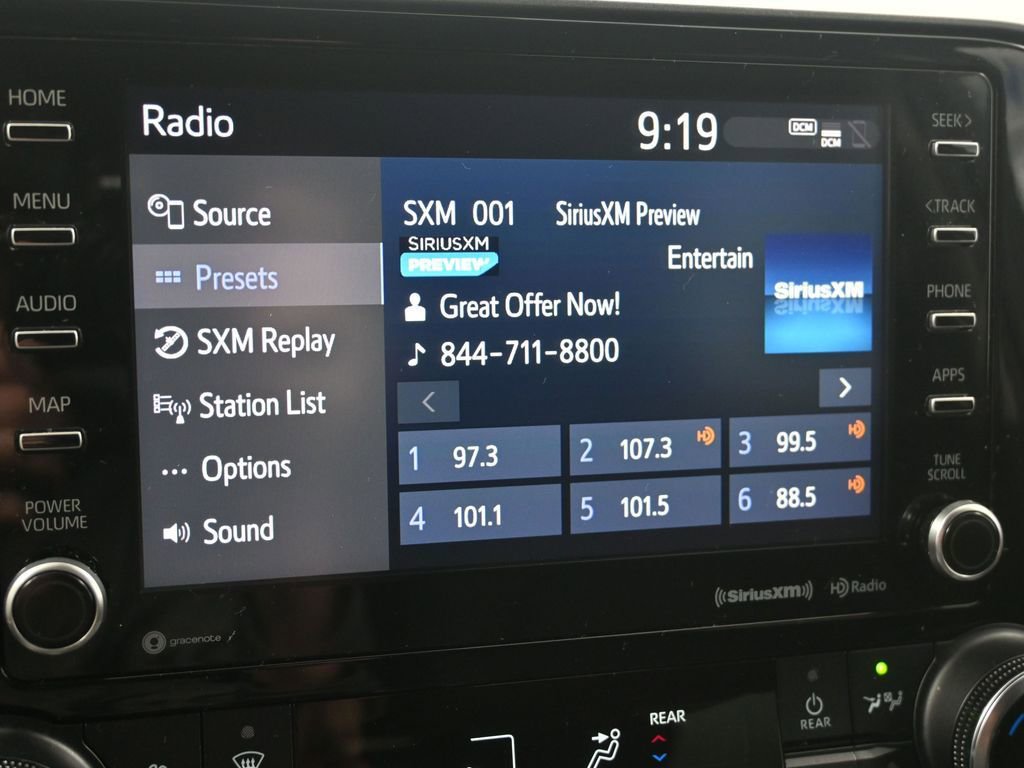 HOME
MENU
AUDIO
MAP
POWER
VOLUME
Radio
9:19
DCM
DCM
Source
Presets
SXM Replay
Station List
Options
Sound
SXM 001 SiriusXM Preview
SIRIUSXM
PREVIEW
Entertain
SiriusXM
Great Offer Now!
844-711-8800
<
>
1 97.3
2 107.3 HD
3 99.5 HD
4 101.1
5 101.5
6 88.5 HD
SEEK>
<TRACK
PHONE
APPS
TUNE
SCROLL
gracenote
((SiriusXM))
HD Radio
REAR
REAR